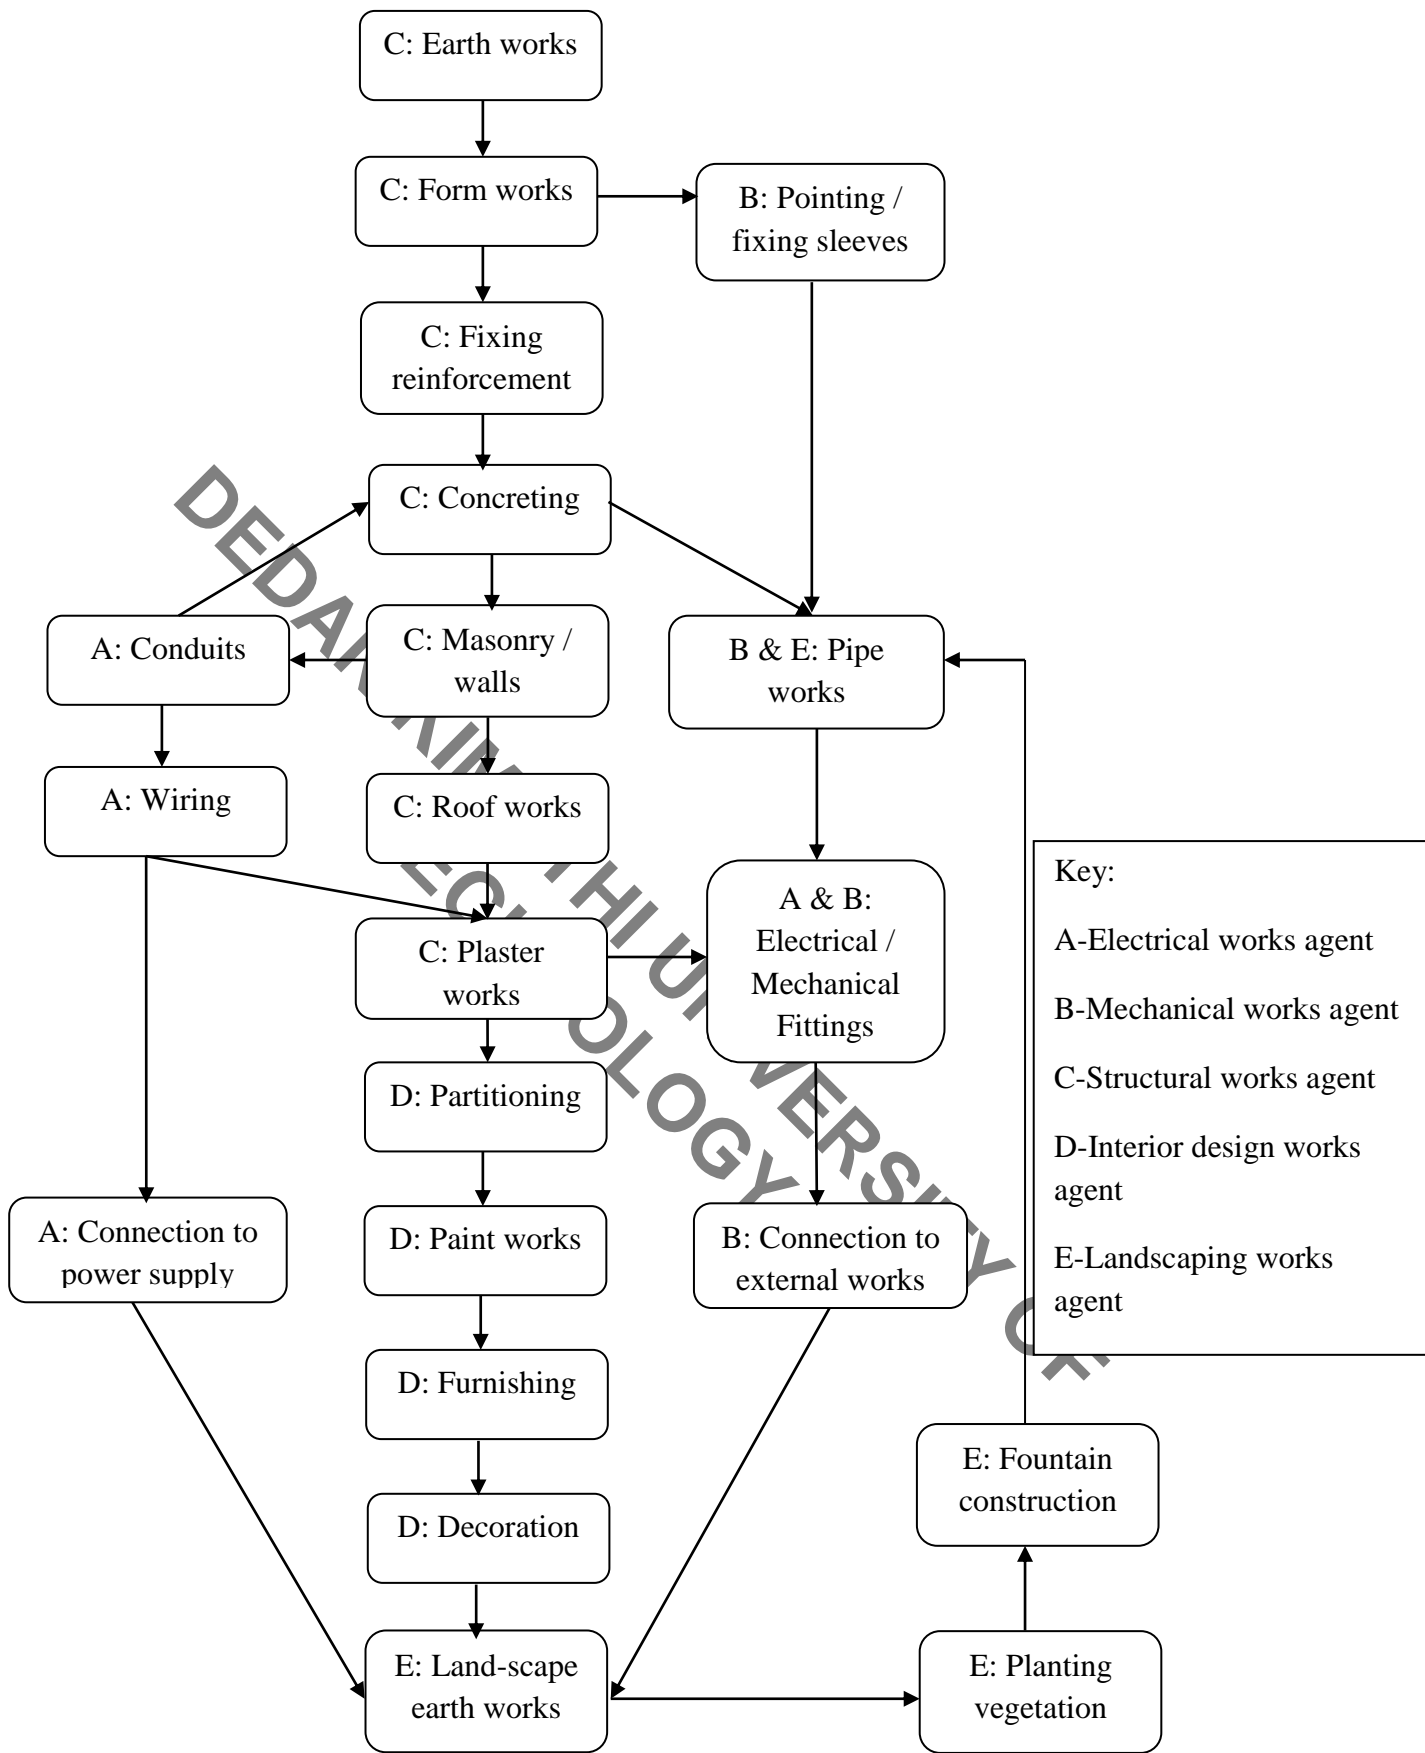 C: Earth works
C: Form works
B: Pointing /
fixing sleeves
C: Fixing
reinforcement
C: Concreting
A: Conduits
C: Masonry /
walls
B & E: Pipe
works
A: Wiring
C: Roof works
A & B:
Electrical /
Mechanical
Fittings
C: Plaster
works
D: Partitioning
A: Connection to
power supply
D: Paint works
B: Connection to
external works
D: Furnishing
D: Decoration
E: Fountain
construction
E: Land-scape
earth works
E: Planting
vegetation
Key:
A-Electrical works agent
B-Mechanical works agent
C-Structural works agent
D-Interior design works
agent
E-Landscaping works
agent
UNIVERSITY OF
TECHNOLOGY